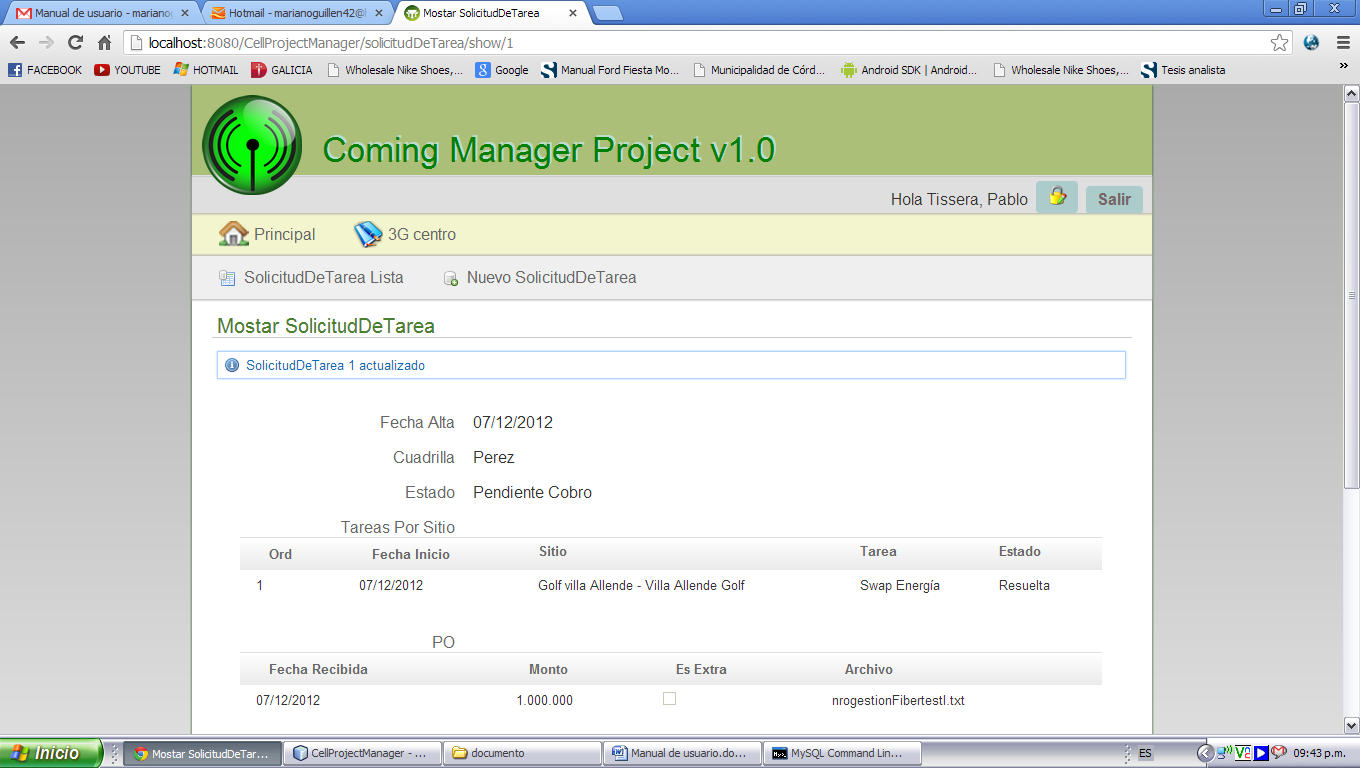 Manual de usuario - mariano
Hotmail - marianoguillen42@
Mostar SolicitudDeTarea
localhost:8080/CellProjectManager/solicitudDeTarea/show/1
FACEBOOK YOUTUBE HOTMAIL GALICIA Wholesale Nike Shoes,... Google Manual Ford Fiesta Mo... Municipalidad de Córd... Android SDK | Android... Wholesale Nike Shoes,... Tesis analista »
Coming Manager Project v1.0
Hola Tissera, Pablo Salir
Principal 3G centro
SolicitudDeTarea Lista Nuevo SolicitudDeTarea
Mostar SolicitudDeTarea
SolicitudDeTarea 1 actualizado
Fecha Alta 07/12/2012
Cuadrilla Perez
Estado Pendiente Cobro
Tareas Por Sitio
Ord Fecha Inicio Sitio Tarea Estado
1 07/12/2012 Golf villa Allende - Villa Allende Golf Swap Energía Resuelta
PO
Fecha Recibida Monto Es Extra Archivo
07/12/2012 1.000.000 nrogestionFibertestl.txt
Inicio Mostar SolicitudDeTar... CellProjectManager - ... documento Manual de usuario.do... MySQL Command Lin... ES 09:43 p.m.